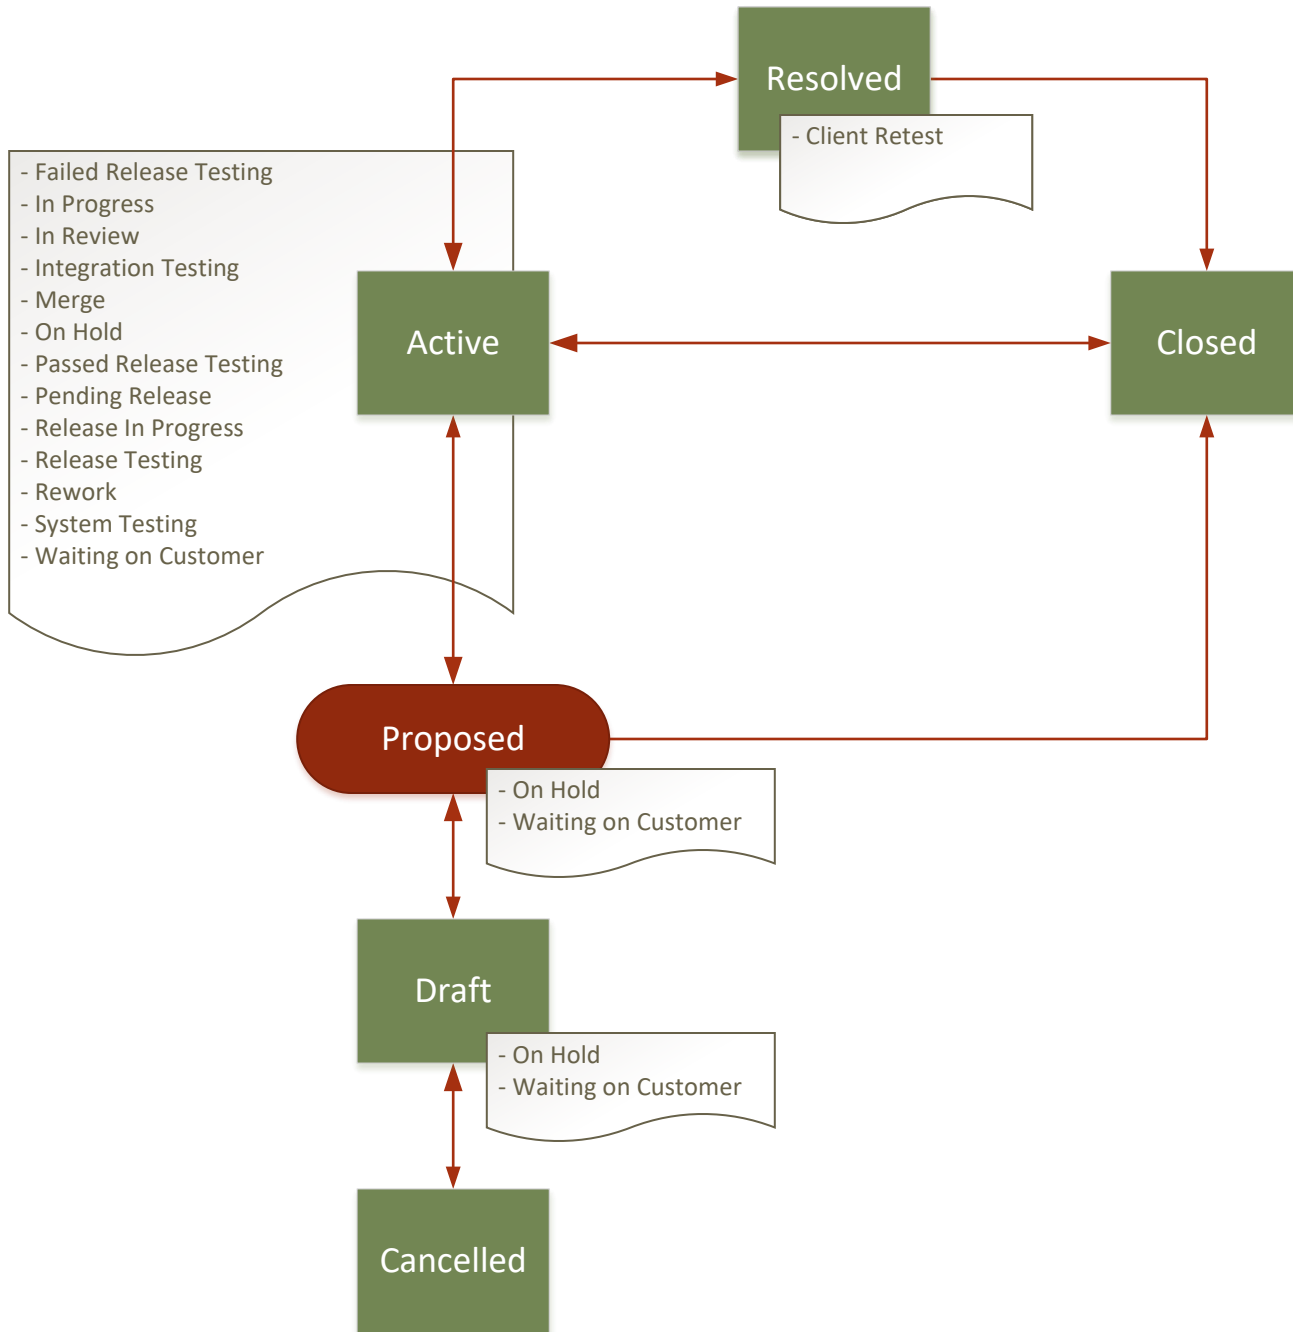 Resolved
- Client Retest
- Failed Release Testing
- In Progress
- In Review
- Integration Testing
- Merge
- On Hold
- Passed Release Testing
- Pending Release
- Release In Progress
- Release Testing
- Rework
- System Testing
- Waiting on Customer
Active
Closed
Proposed
- On Hold
- Waiting on Customer
Draft
- On Hold
- Waiting on Customer
Cancelled